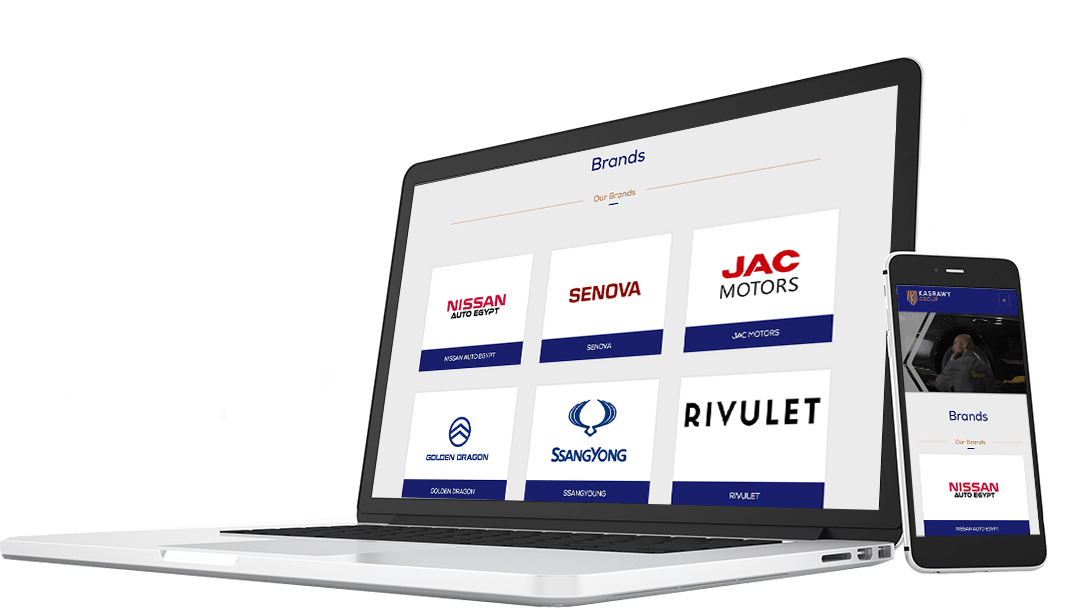 Brands
Our Brands
NISSAN
AUTO EGYPT
NISSAN AUTO EGYPT
SENOVA
SENOVA
JAC
MOTORS
JAC MOTORS
GOLDEN DRAGON
GOLDEN DRAGON
SSANGYONG
SSANGYOUNG
RIVULET
RIVULET
KASRAWY
GROUP
Brands
Our Brands
NISSAN
AUTO EGYPT
NISSAN AUTO EGYPT